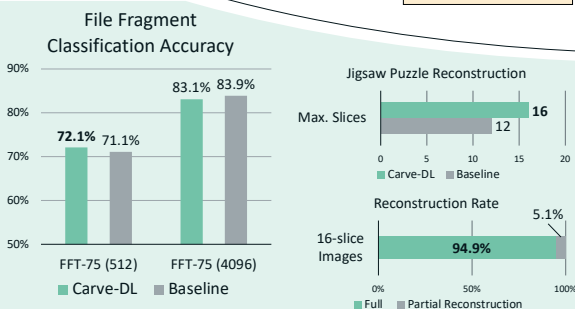 File Fragment
Classification Accuracy
90%
80%
70%
60%
50%
72.1%
71.1%
83.1%
83.9%
FFT-75 (512)
FFT-75 (4096)
Carve-DL
Baseline
Jigsaw Puzzle Reconstruction
Max. Slices
16
12
0 5 10 15 20
Carve-DL
Baseline
Reconstruction Rate
5.1%
16-slice
Images
94.9%
0% 50% 100%
Full
Partial Reconstruction